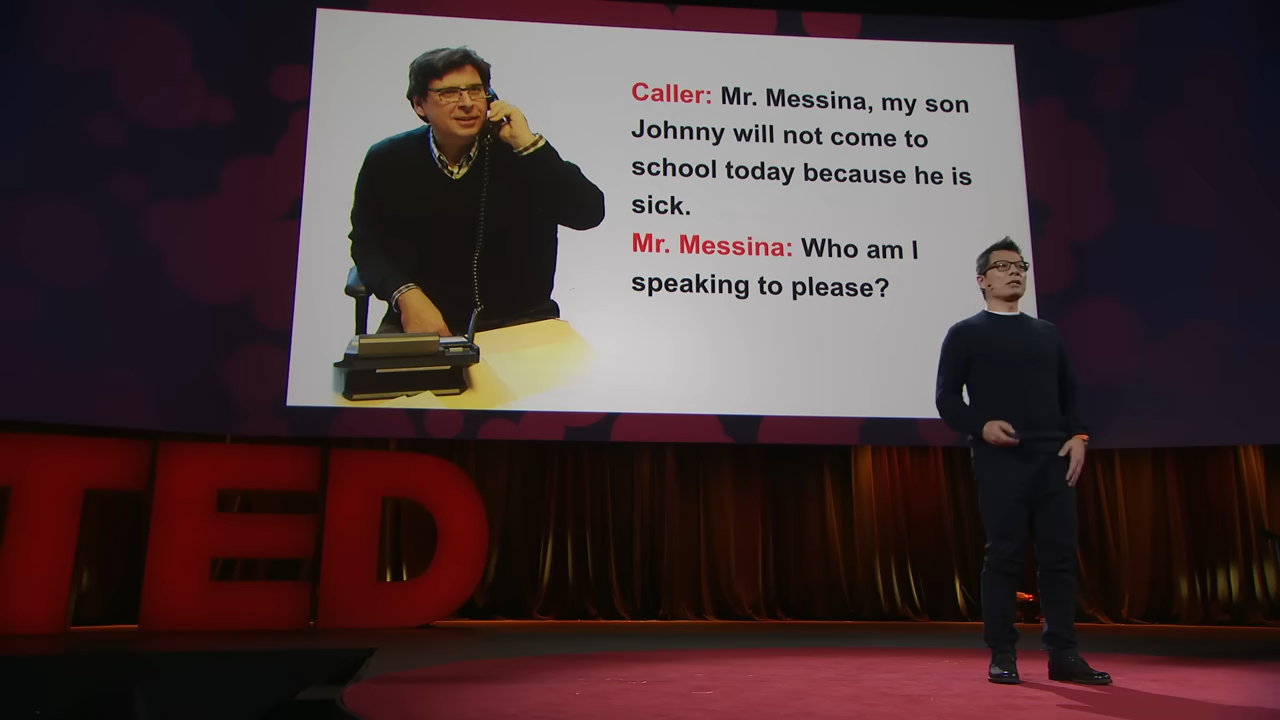 Caller: Mr. Messina, my son
Johnny will not come to
school today because he is
sick.
Mr. Messina: Who am I
speaking to please?
TED